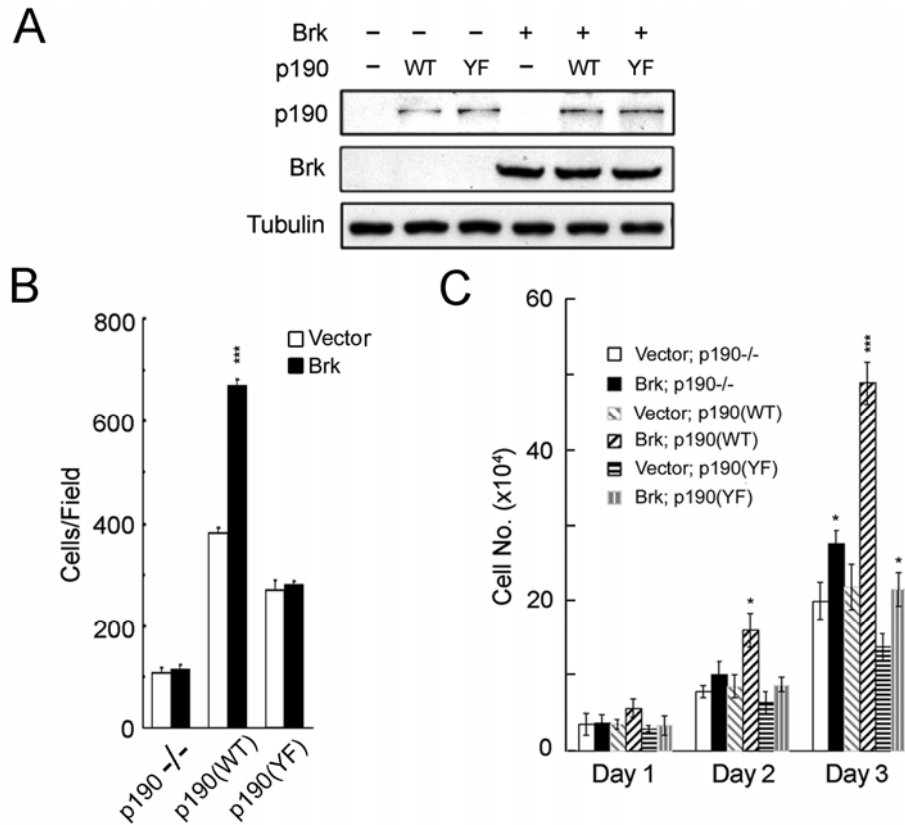 A
Brk – – – + + +
p190 – WT YF – WT YF
p190
Brk
Tubulin
B
Cells/Field
800
600
400
200
0
Vector
Brk
***
p190 -/-
p190(WT)
p190(YF)
C
Cell No. (x10⁴)
60
40
20
0
Vector; p190-/-
Brk; p190-/-
Vector; p190(WT)
Brk; p190(WT)
Vector; p190(YF)
Brk; p190(YF)
*
*
***
*
Day 1
Day 2
Day 3